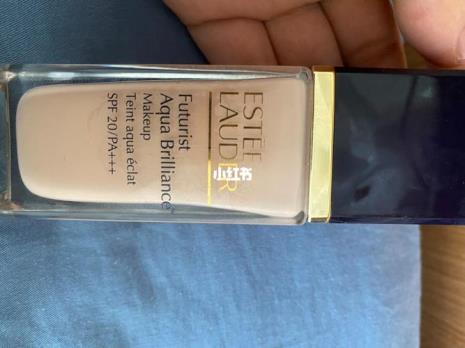 ESTEE
LAUDER
Futurist
Aqua Brilliance
Makeup
Teint aqua éclat
SPF 20/PA+++
小红书